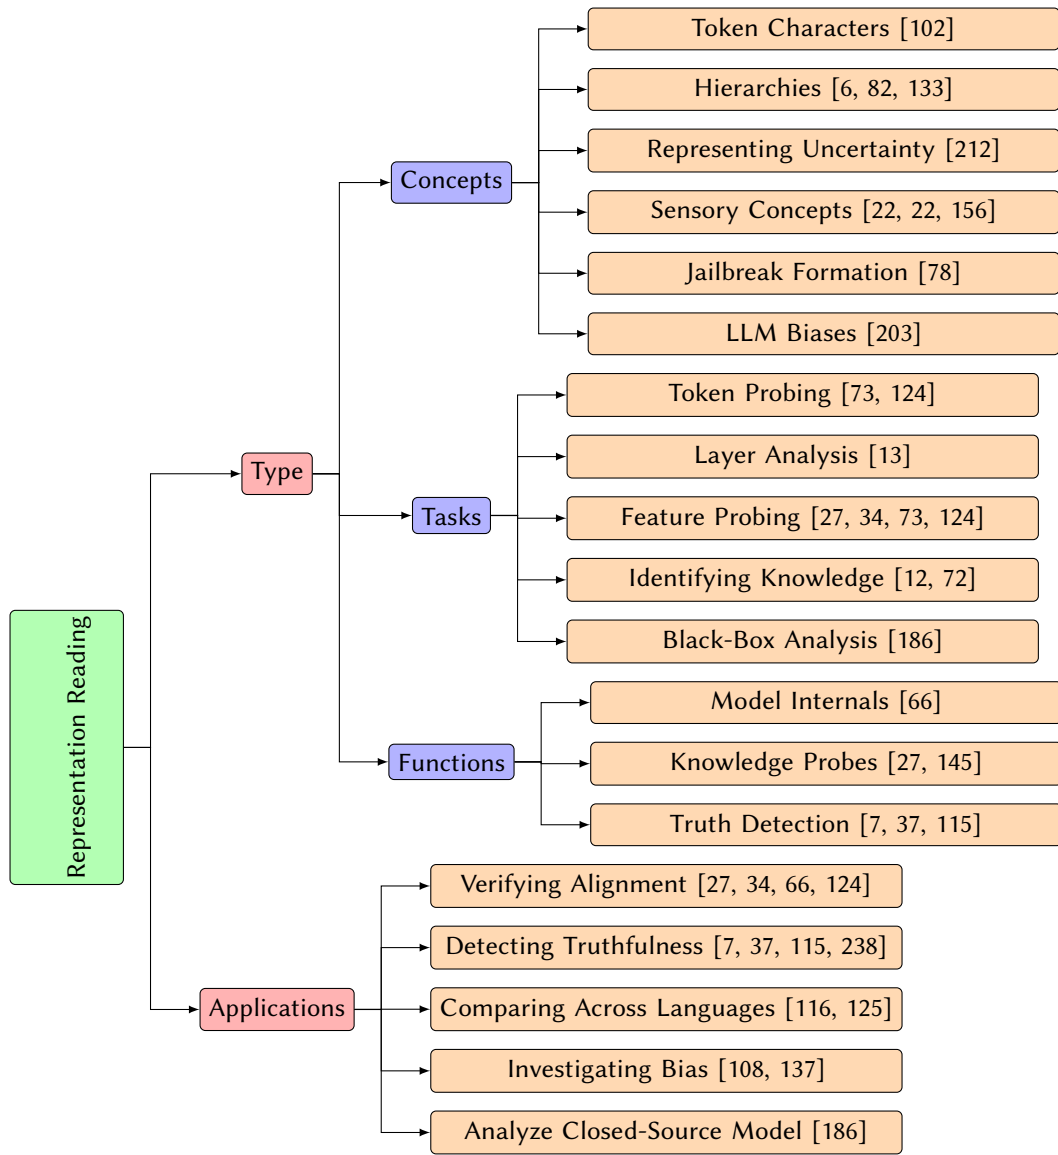 Representation Reading
Type
Concepts
Token Characters [102]
Hierarchies [6, 82, 133]
Representing Uncertainty [212]
Sensory Concepts [22, 22, 156]
Jailbreak Formation [78]
LLM Biases [203]
Tasks
Token Probing [73, 124]
Layer Analysis [13]
Feature Probing [27, 34, 73, 124]
Identifying Knowledge [12, 72]
Black-Box Analysis [186]
Functions
Model Internals [66]
Knowledge Probes [27, 145]
Truth Detection [7, 37, 115]
Applications
Verifying Alignment [27, 34, 66, 124]
Detecting Truthfulness [7, 37, 115, 238]
Comparing Across Languages [116, 125]
Investigating Bias [108, 137]
Analyze Closed-Source Model [186]